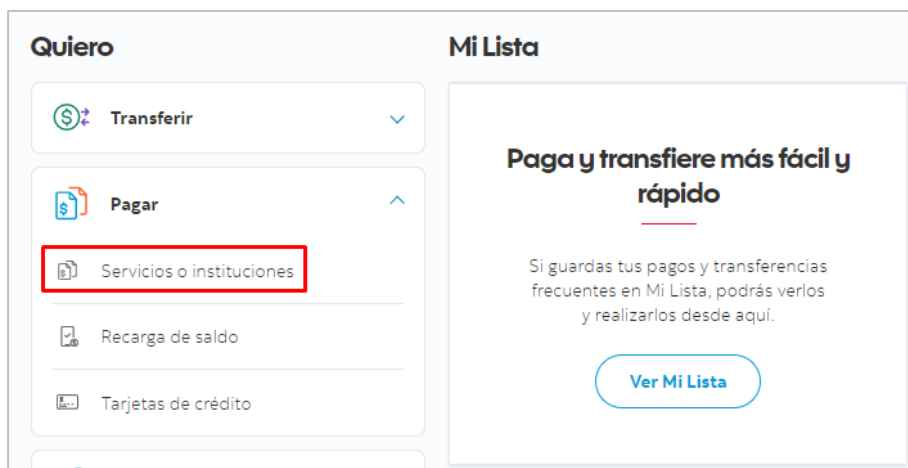 Quiero
Transferir
Pagar
Servicios o instituciones
Recarga de saldo
Tarjetas de crédito
Mi Lista
Paga y transfiere más fácil y
rápido
Si guardas tus pagos y transferencias
frecuentes en Mi Lista, podrás verlos
y realizarlos desde aquí.
Ver Mi Lista